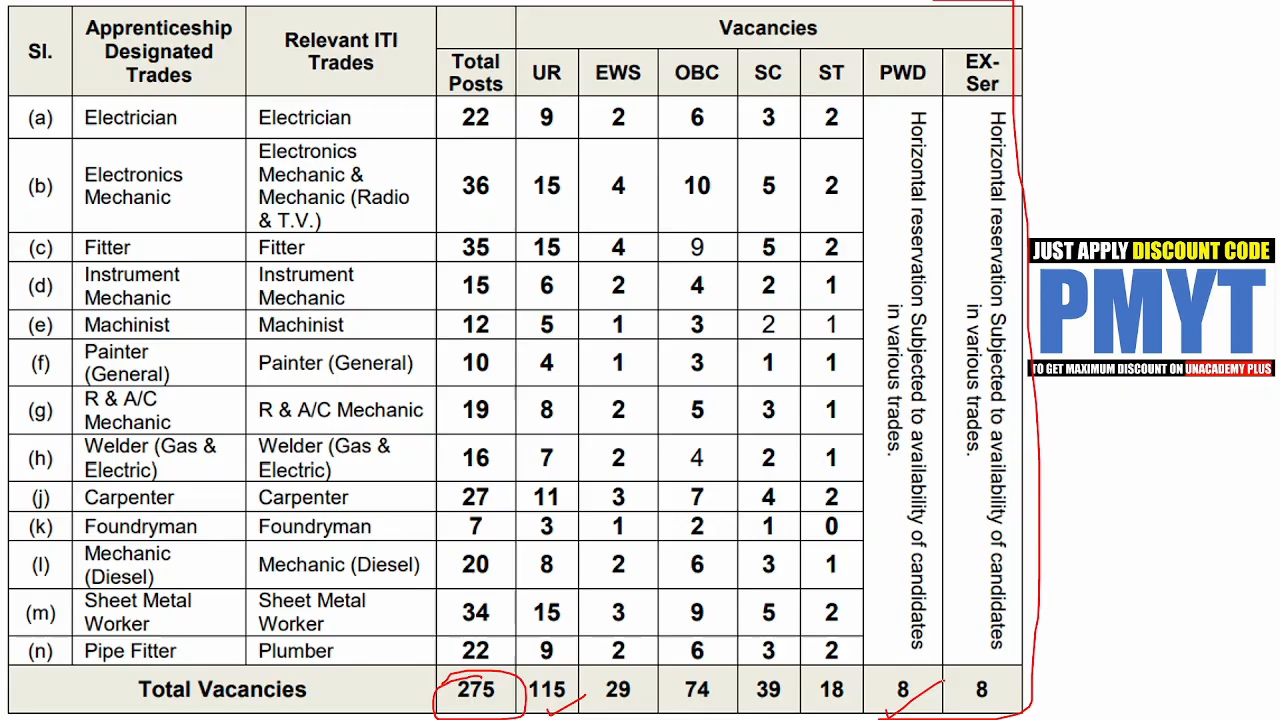 Sl. Apprenticeship Designated Trades Relevant ITI Trades Vacancies
Total Posts UR EWS OBC SC ST PWD EX-Ser
(a) Electrician Electrician 22 9 2 6 3 2
(b) Electronics Mechanic Electronics Mechanic & Mechanic (Radio & T.V.) 36 15 4 10 5 2
(c) Fitter Fitter 35 15 4 9 5 2
(d) Instrument Mechanic Instrument Mechanic 15 6 2 4 2 1
(e) Machinist Machinist 12 5 1 3 2 1
(f) Painter (General) Painter (General) 10 4 1 3 1 1
(g) R & A/C Mechanic R & A/C Mechanic 19 8 2 5 3 1
(h) Welder (Gas & Electric) Welder (Gas & Electric) 16 7 2 4 2 1
(j) Carpenter Carpenter 27 11 3 7 4 2
(k) Foundryman Foundryman 7 3 1 2 1 0
(l) Mechanic (Diesel) Mechanic (Diesel) 20 8 2 6 3 1
(m) Sheet Metal Worker Sheet Metal Worker 34 15 3 9 5 2
(n) Pipe Fitter Plumber 22 9 2 6 3 2
Total Vacancies 275 115 29 74 39 18 8 8
Horizontal reservation Subjected to availability of candidates
in various trades.
Horizontal reservation Subjected to availability of candidates
in various trades.
JUST APPLY DISCOUNT CODE
PMYT
TO GET MAXIMUM DISCOUNT ON UNACADEMY PLUS